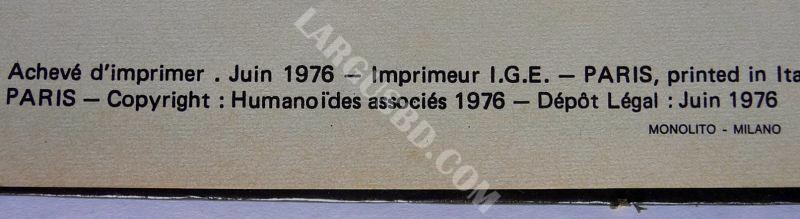 Achevé d'imprimer . Juin 1976 – Imprimeur I.G.E. – PARIS, printed in Ita
PARIS – Copyright : Humanoïdes associés 1976 – Dépôt Légal : Juin 1976
MONOLITO - MILANO
LARGUSBD.COM